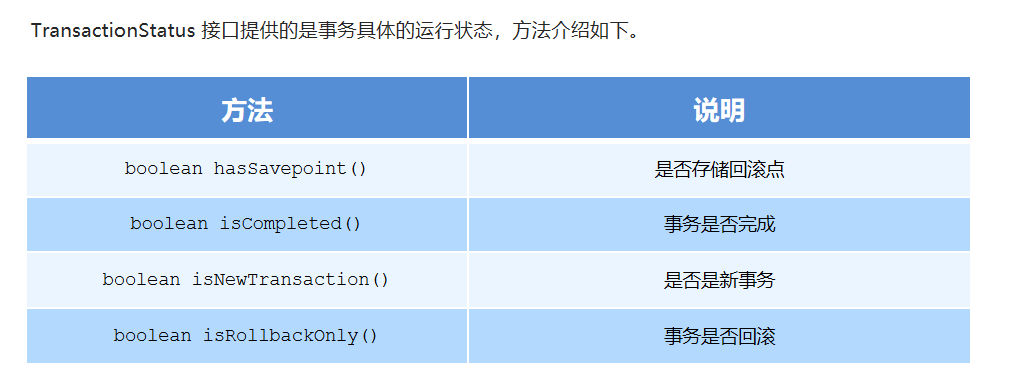 TransactionStatus 接口提供的是事务具体的运行状态，方法介绍如下。
方法 说明
boolean hasSavepoint() 是否存储回滚点
boolean isCompleted() 事务是否完成
boolean isNewTransaction() 是否是新事务
boolean isRollbackOnly() 事务是否回滚